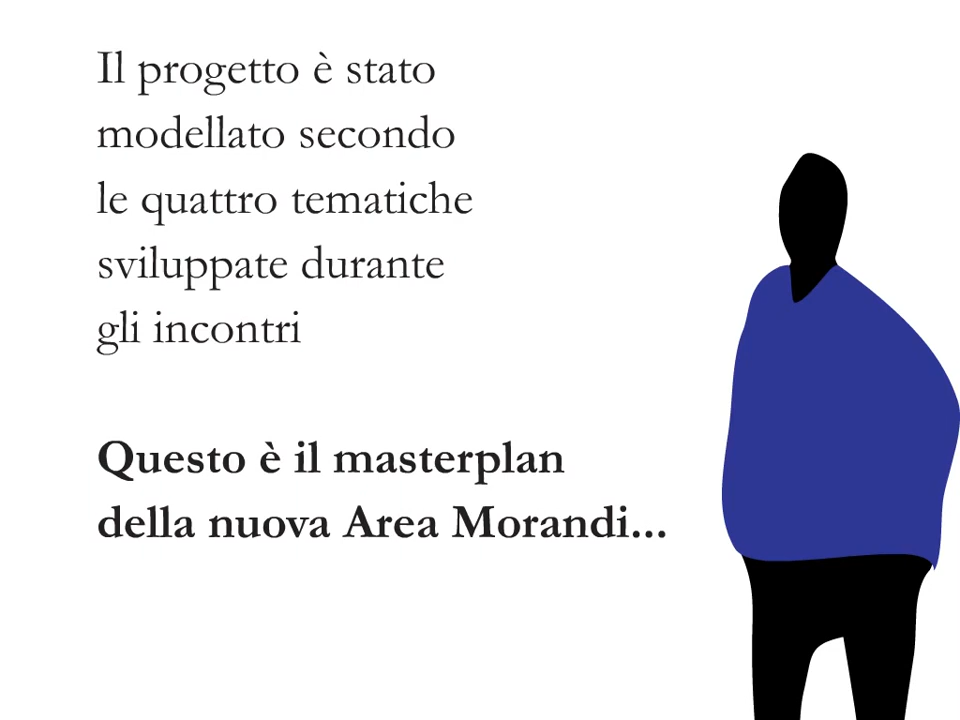 Il progetto è stato
modellato secondo
le quattro tematiche
sviluppate durante
gli incontri
Questo è il masterplan
della nuova Area Morandi...